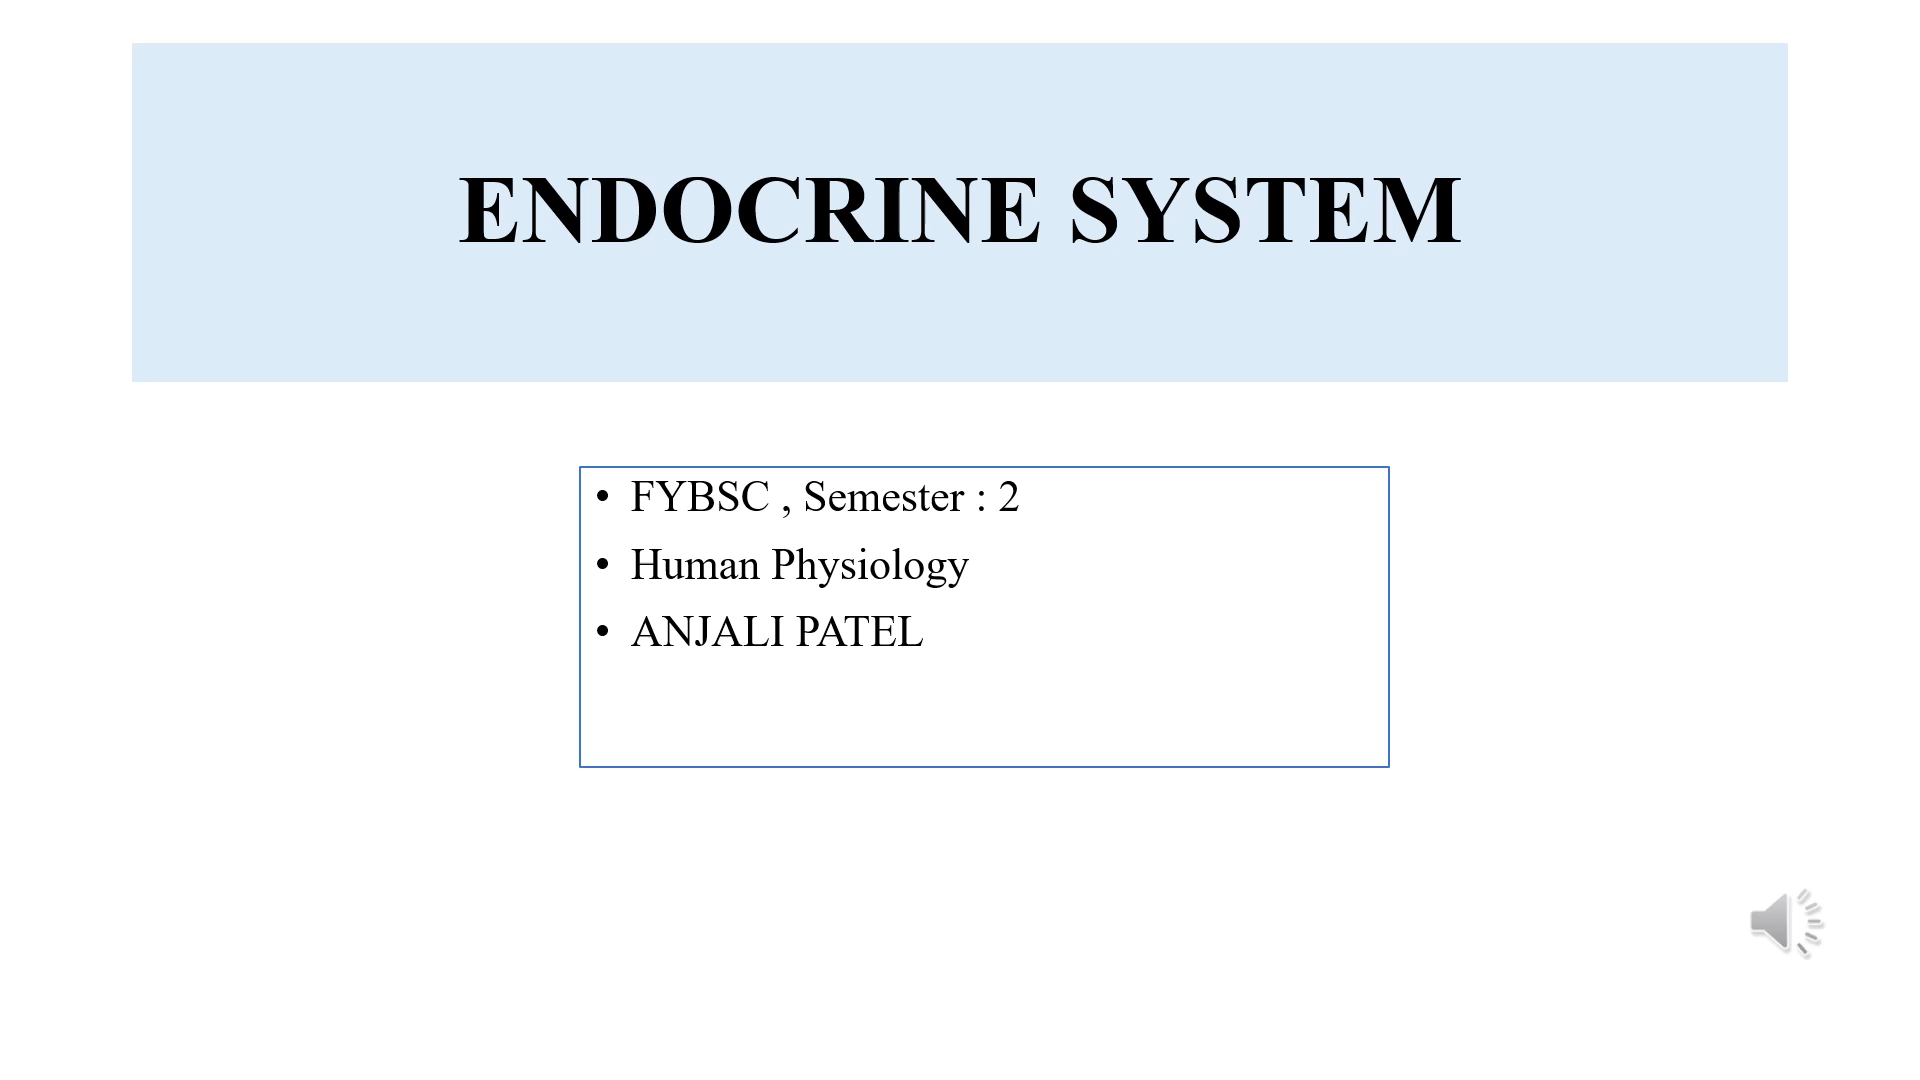 ENDOCRINE SYSTEM
• FYBSC , Semester : 2
• Human Physiology
• ANJALI PATEL